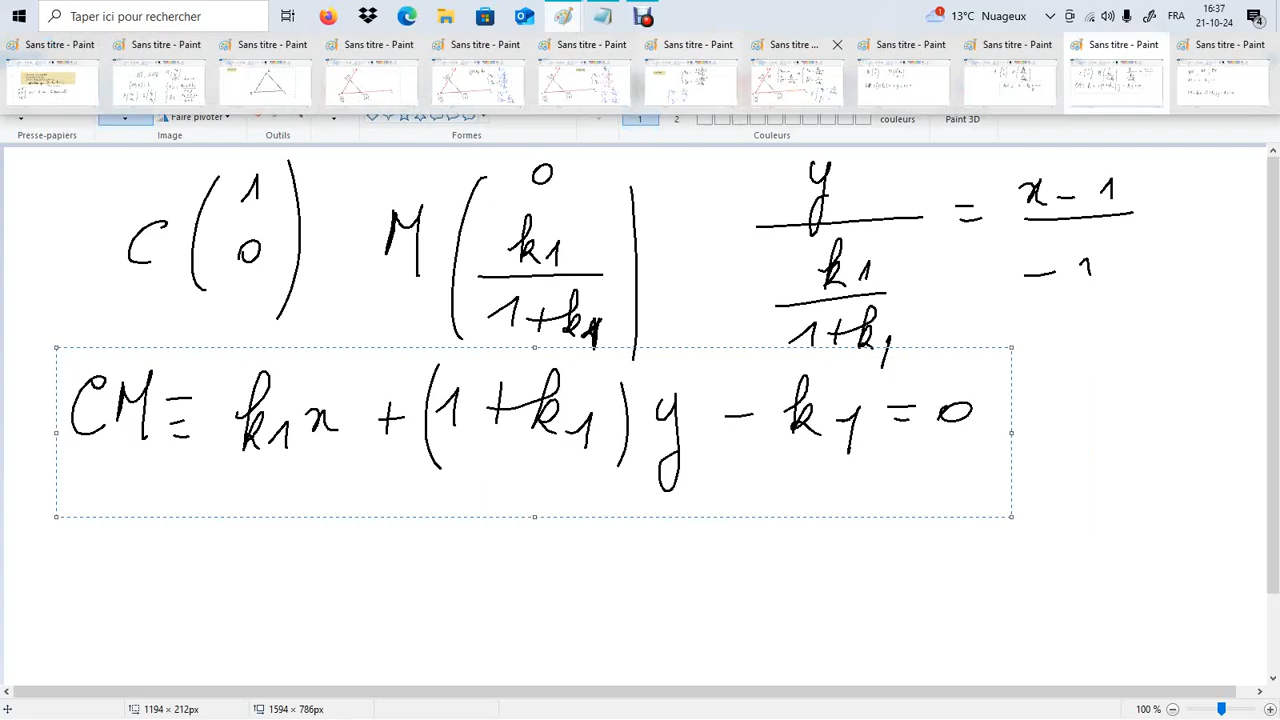 Taper ici pour rechercher
13°C Nuageux
FRA
16:37
21-10-24
4
Sans titre - Paint
Sans titre - Paint
Sans titre - Paint
Sans titre - Paint
Sans titre - Paint
Sans titre - Paint
Sans titre - Paint
Sans titre - ...
Sans titre - Paint
Sans titre - Paint
Sans titre - Paint
Sans titre - Paint
Faire pivoter
1
2
couleurs
Paint 3D
Presse-papiers
Image
Outils
Formes
Couleurs
C (1 0) M (0 k1/(1+k1)) y/(k1/(1+k1)) = (x-1)/-1
CM ≡ k1x + (1+k1)y - k1 = 0
1194 × 212px
1594 × 786px
100 %